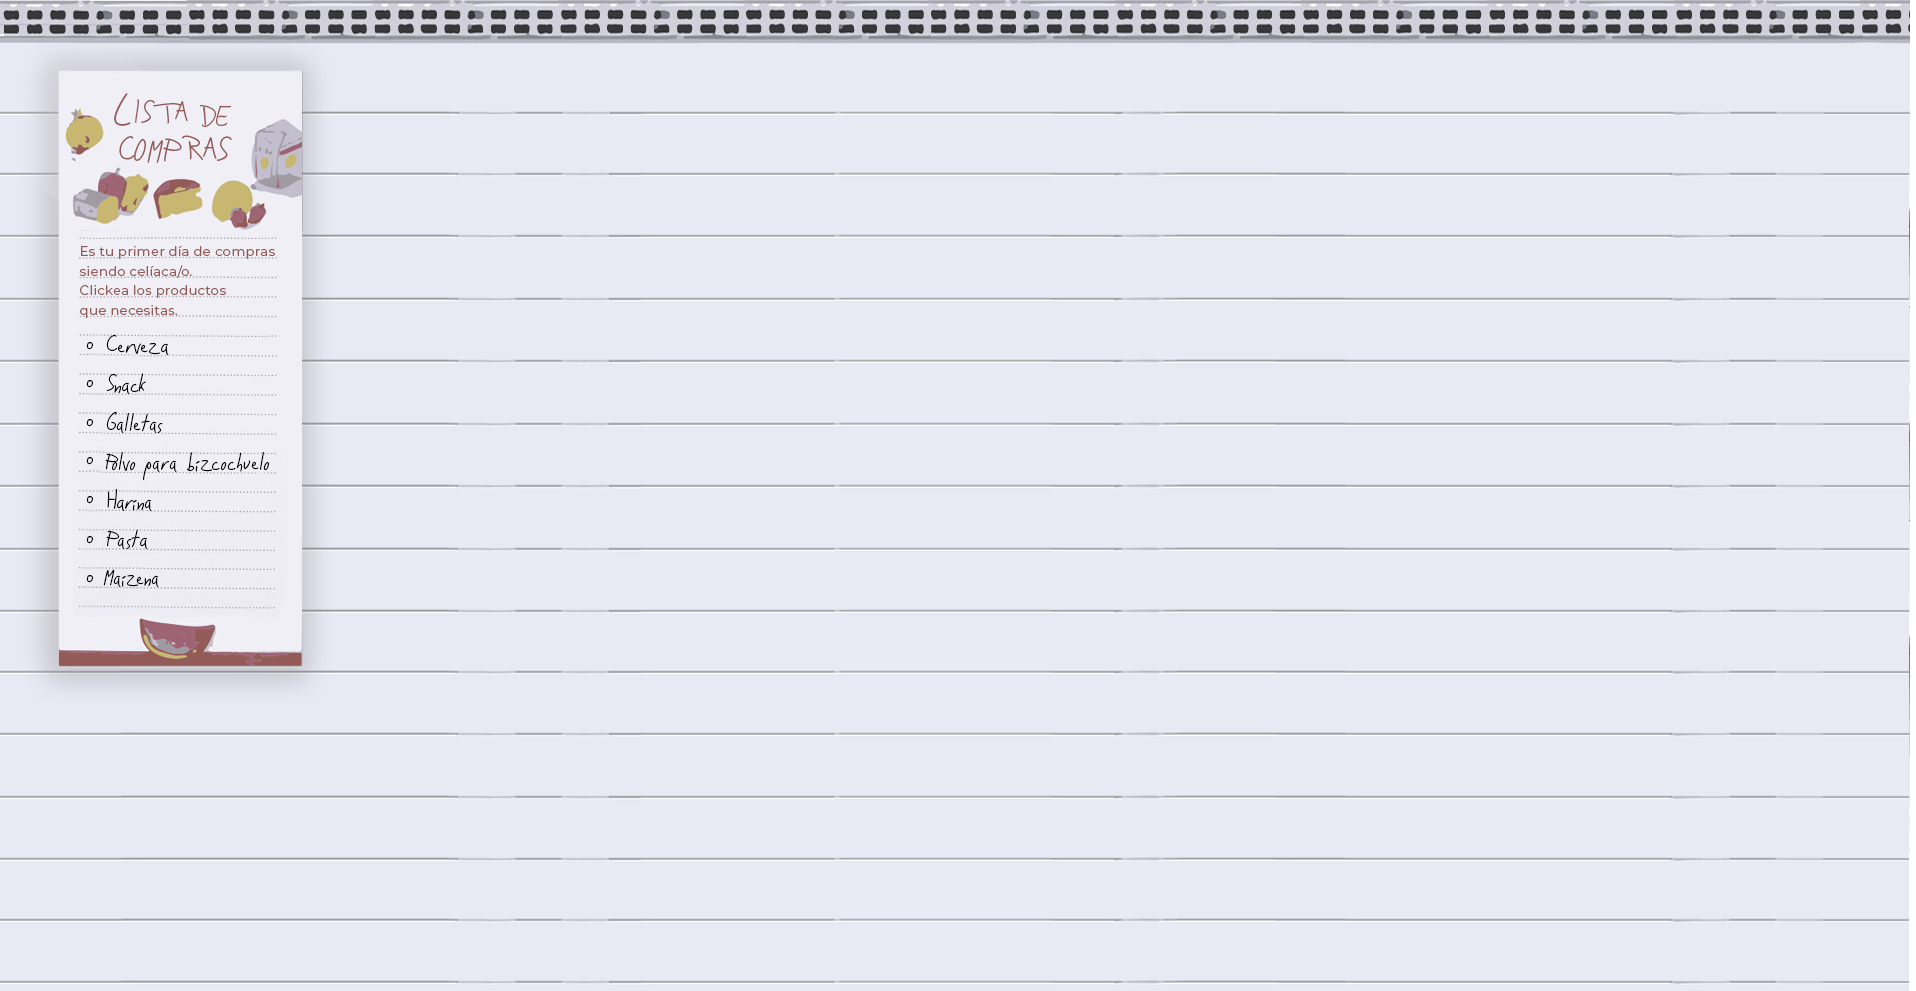 LISTA DE
COMPRAS
Es tu primer día de compras
siendo celíaca/o.
Clickea los productos
que necesitas.
Cerveza
Snack
Galletas
Polvo para bizcochuelo
Harina
Pasta
Maizena